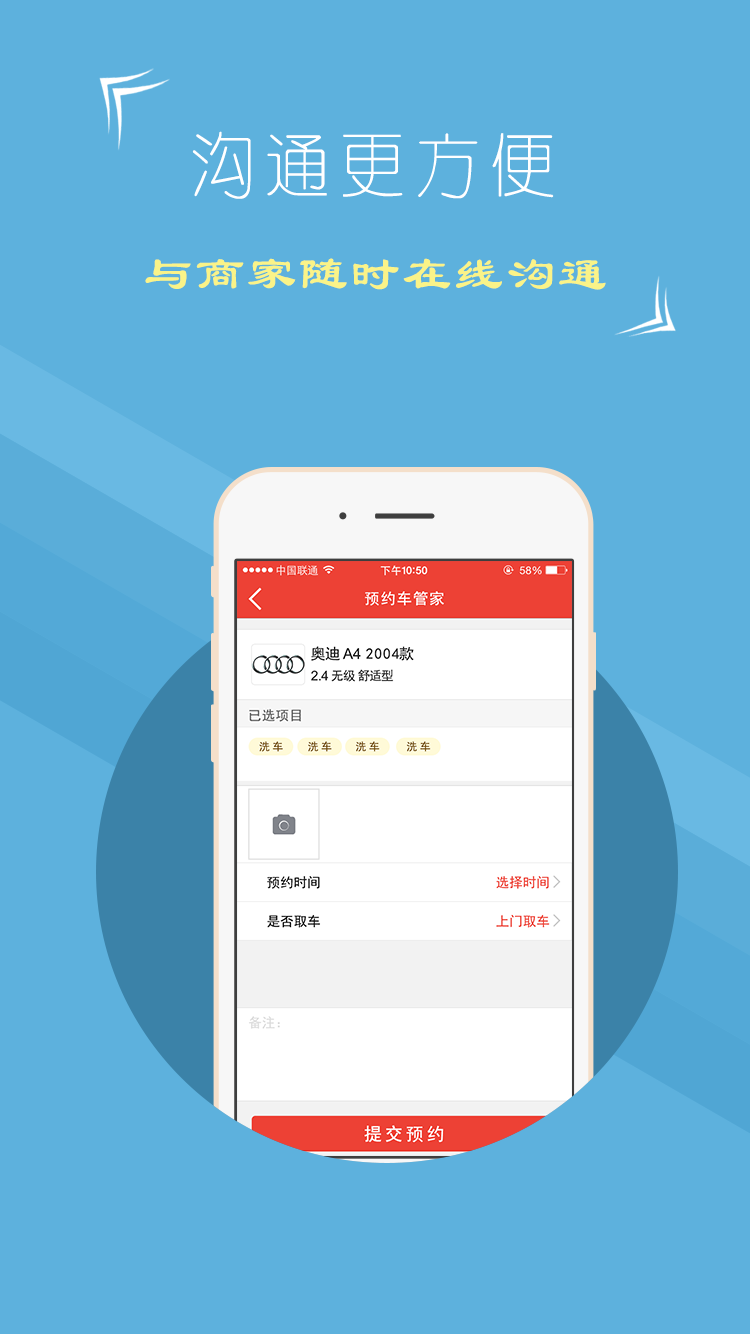 沟通更方便
与商家随时在线沟通
中国联通 下午10:50 58%
预约车管家
奥迪 A4 2004款
2.4 无级 舒适型
已选项目
洗车 洗车 洗车 洗车
预约时间 选择时间
是否取车 上门取车
备注：
提交预约